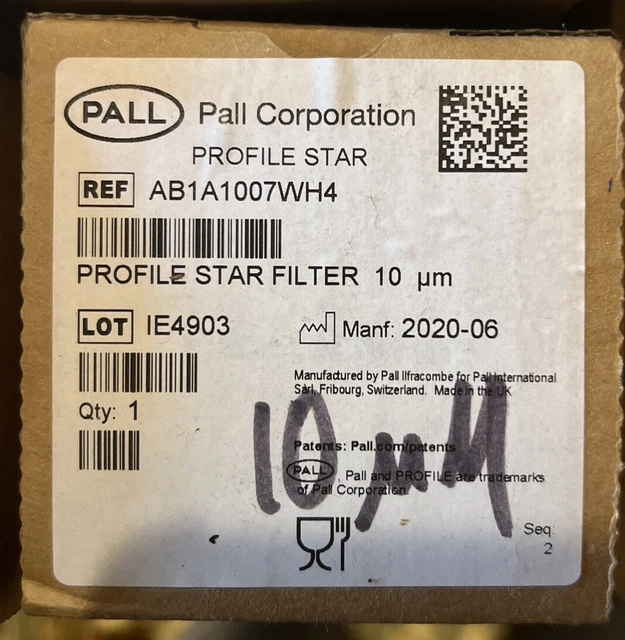 PALL Pall Corporation
PROFILE STAR
REF AB1A1007WH4
PROFILE STAR FILTER 10 µm
LOT IE4903 Manf: 2020-06
Manufactured by Pall Ilfracombe for Pall International
Sàrl, Fribourg, Switzerland. Made in the UK
Qty: 1
10 µM
Patents: Pall.com/patents
PALL , Pall and PROFILE are trademarks
of Pall Corporation
Seq:
2